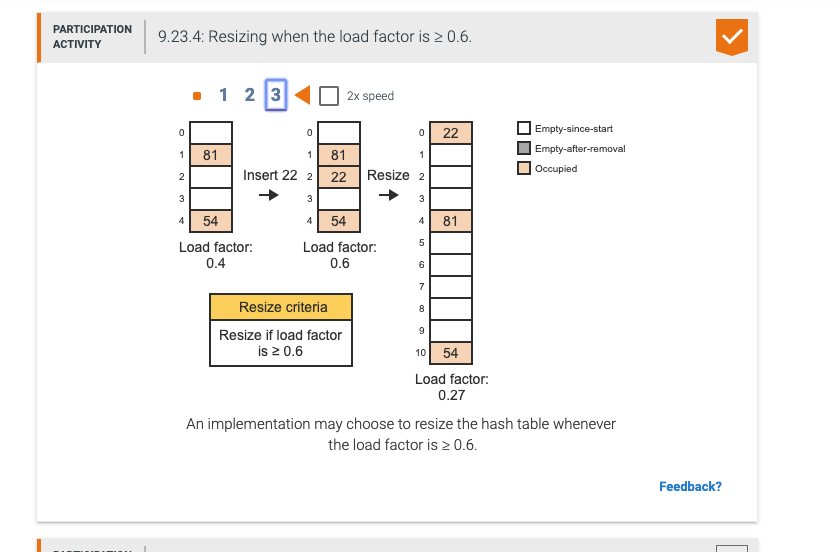 PARTICIPATION
ACTIVITY
9.23.4: Resizing when the load factor is ≥ 0.6.
1 2 3 2x speed
0
1 81
2
3
4 54
Load factor:
0.4
Insert 22
0
1 81
2 22
3
4 54
Load factor:
0.6
Resize
0 22
1
2
3
4 81
5
6
7
8
9
10 54
Load factor:
0.27
Empty-since-start
Empty-after-removal
Occupied
Resize criteria
Resize if load factor
is ≥ 0.6
An implementation may choose to resize the hash table whenever
the load factor is ≥ 0.6.
Feedback?